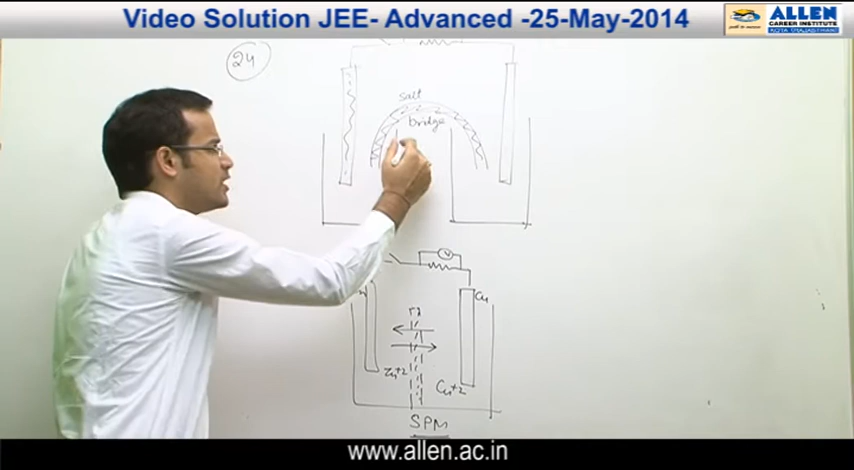 Video Solution JEE- Advanced -25-May-2014
ALLEN
CAREER INSTITUTE
KOTA (RAJASTHAN)
24
salt
bridge
V
Cu
Zn+2
Cu+2
SPM
www.allen.ac.in